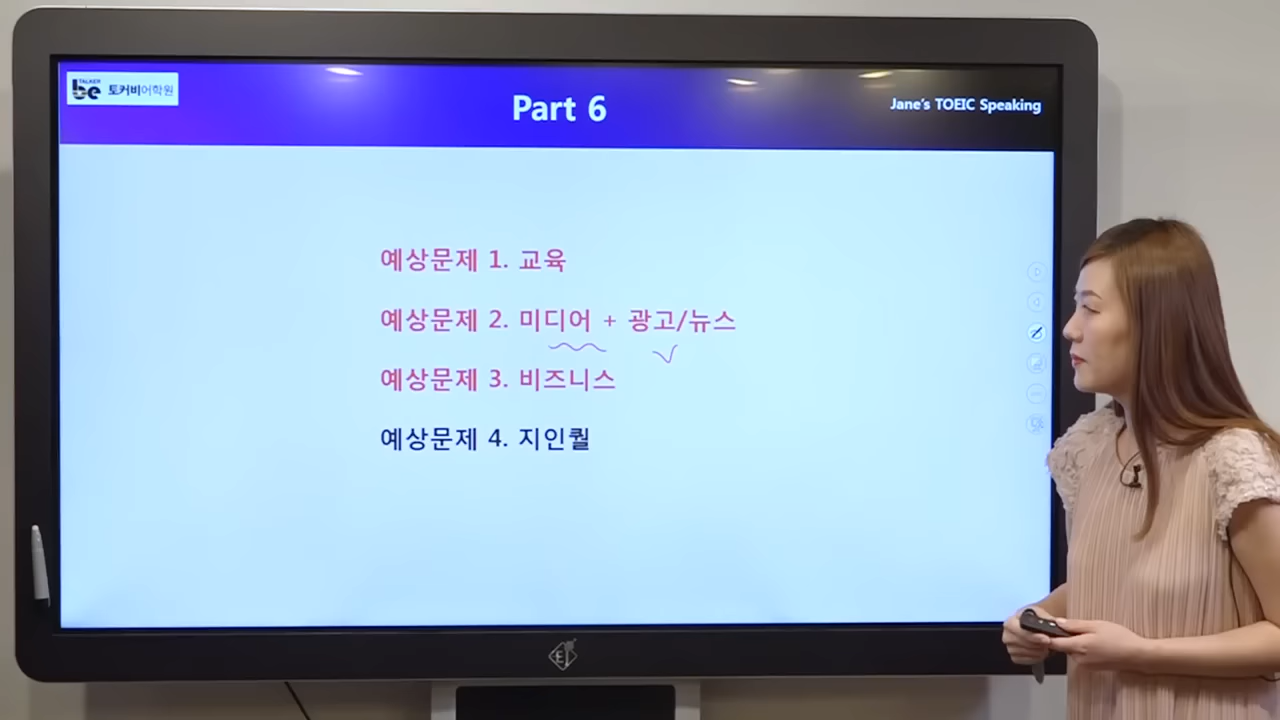 TALKER
be 토커비어학원
Part 6
Jane's TOEIC Speaking
예상문제 1. 교육
예상문제 2. 미디어 + 광고/뉴스
예상문제 3. 비즈니스
예상문제 4. 지인퀄